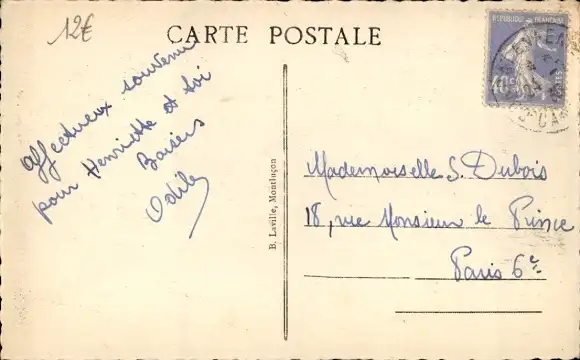 12€
CARTE POSTALE
REPUBLIQUE FRANÇAISE
40c
Affectueux souvenir
pour Henriette et toi
Baisers
Odile
B. Laville, Montluçon
Mademoiselle S. Dubois
18, rue Monsieur le Prince
Paris 6e